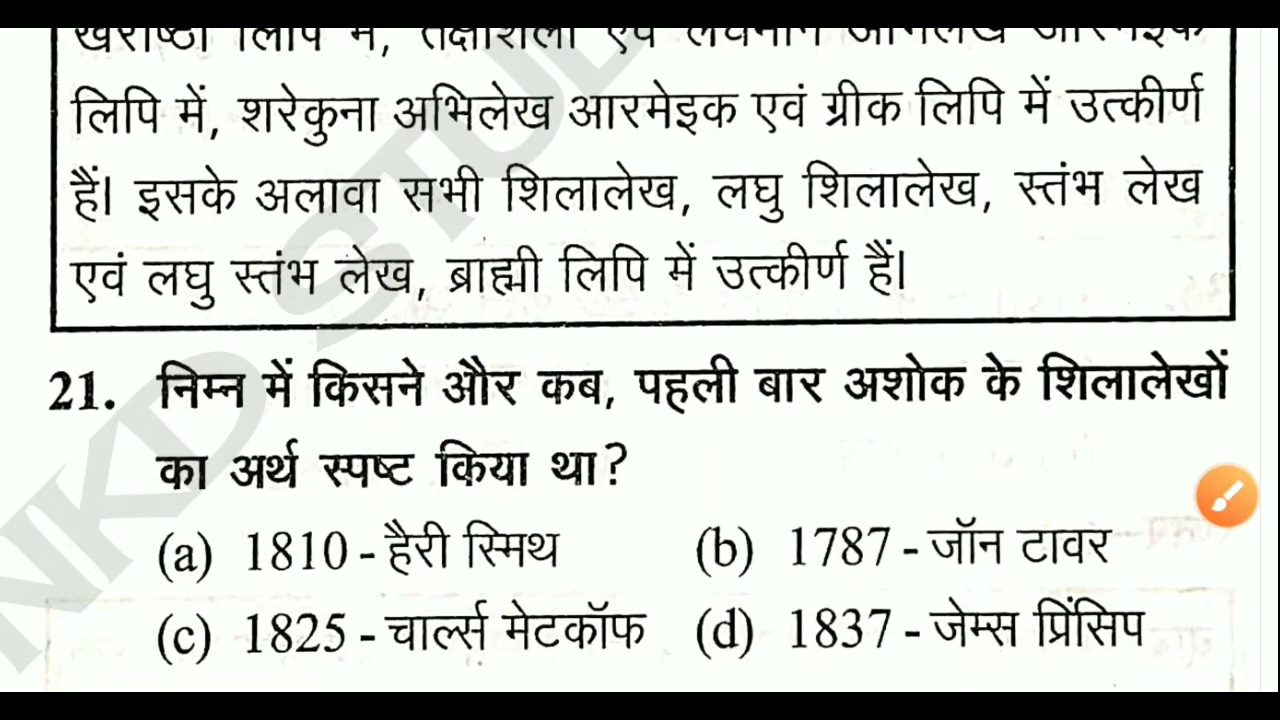 लिपि में, शरेकुना अभिलेख आरमेइक एवं ग्रीक लिपि में उत्कीर्ण
हैं। इसके अलावा सभी शिलालेख, लघु शिलालेख, स्तंभ लेख
एवं लघु स्तंभ लेख, ब्राह्मी लिपि में उत्कीर्ण हैं।
21. निम्न में किसने और कब, पहली बार अशोक के शिलालेखों
का अर्थ स्पष्ट किया था?
(a) 1810 - हैरी स्मिथ (b) 1787 - जॉन टावर
(c) 1825 - चार्ल्स मेटकॉफ (d) 1837 - जेम्स प्रिंसिप